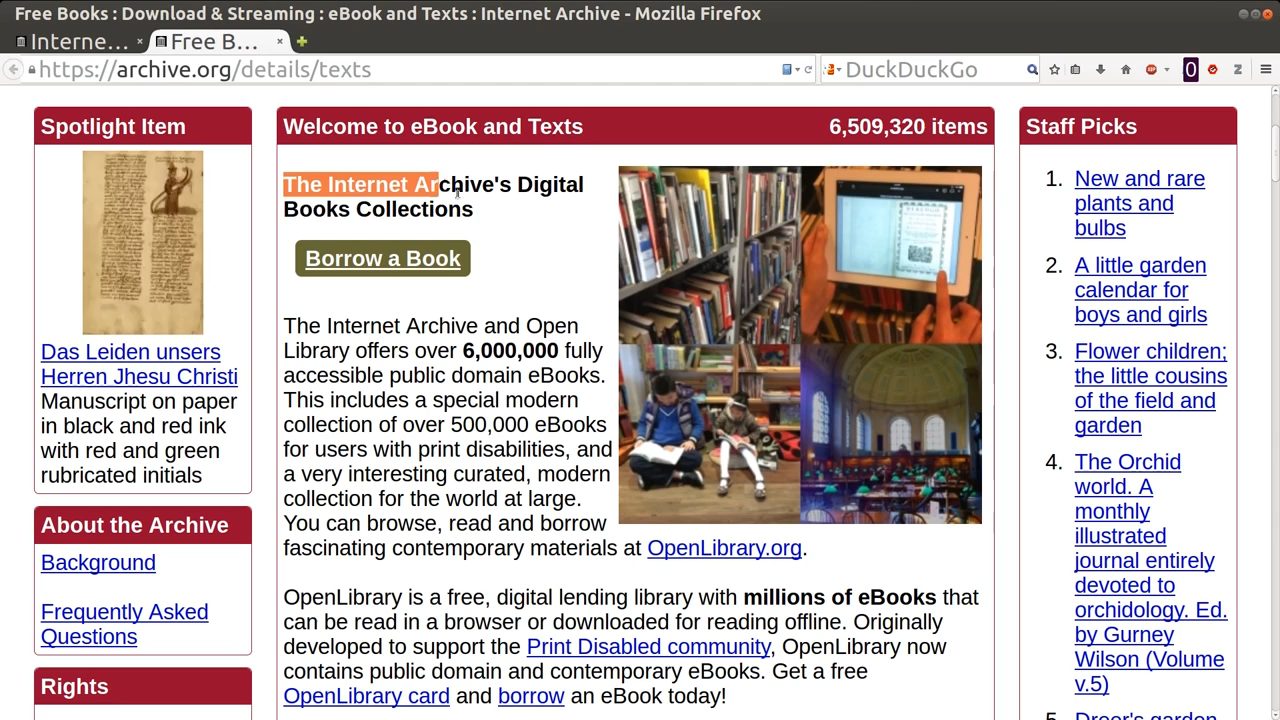 Free Books : Download & Streaming : eBook and Texts : Internet Archive - Mozilla Firefox
Interne...
Free B...
https://archive.org/details/texts
DuckDuckGo
Spotlight Item
Das Leiden unsers
Herren Jhesu Christi
Manuscript on paper
in black and red ink
with red and green
rubricated initials
About the Archive
Background
Frequently Asked
Questions
Rights
Welcome to eBook and Texts
6,509,320 items
The Internet Archive's Digital
Books Collections
Borrow a Book
The Internet Archive and Open
Library offers over 6,000,000 fully
accessible public domain eBooks.
This includes a special modern
collection of over 500,000 eBooks
for users with print disabilities, and
a very interesting curated, modern
collection for the world at large.
You can browse, read and borrow
fascinating contemporary materials at OpenLibrary.org.
OpenLibrary is a free, digital lending library with millions of eBooks that
can be read in a browser or downloaded for reading offline. Originally
developed to support the Print Disabled community, OpenLibrary now
contains public domain and contemporary eBooks. Get a free
OpenLibrary card and borrow an eBook today!
Staff Picks
1. New and rare
plants and
bulbs
2. A little garden
calendar for
boys and girls
3. Flower children;
the little cousins
of the field and
garden
4. The Orchid
world. A
monthly
illustrated
journal entirely
devoted to
orchidology. Ed.
by Gurney
Wilson (Volume
v.5)
5. Dreer's garden